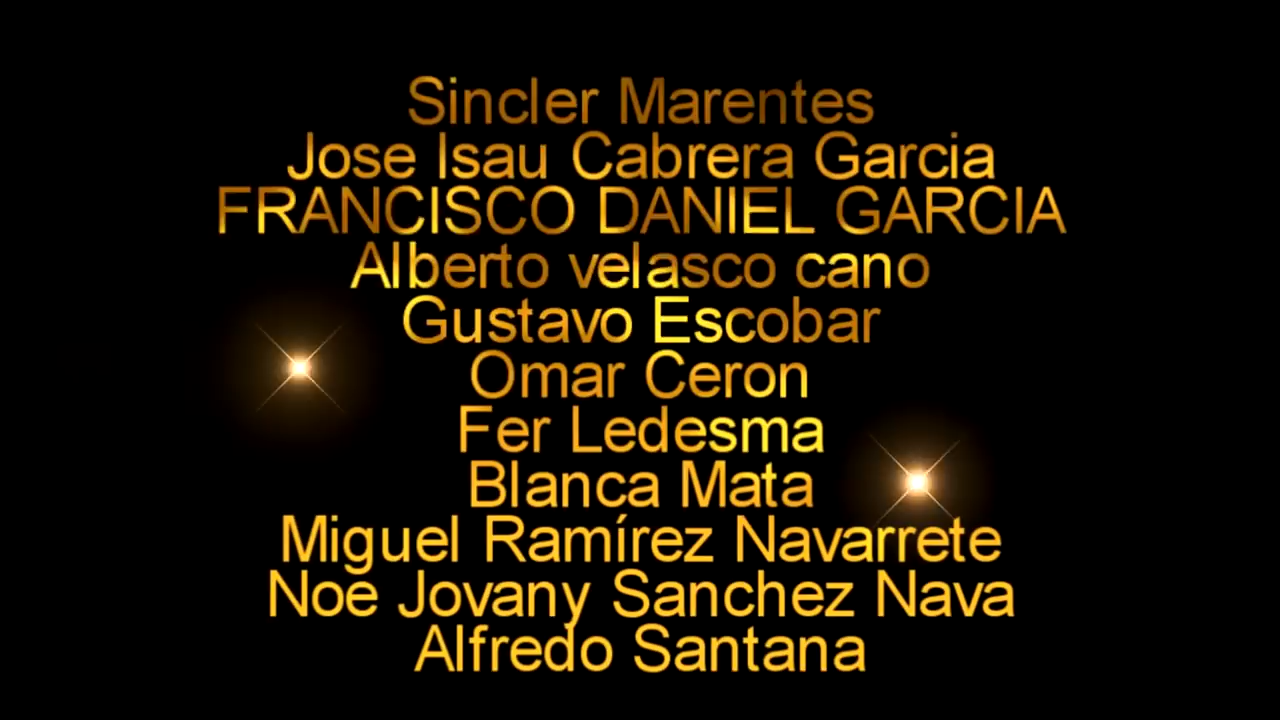 Sincler Marentes
Jose Isau Cabrera Garcia
FRANCISCO DANIEL GARCIA
Alberto velasco cano
Gustavo Escobar
Omar Ceron
Fer Ledesma
Blanca Mata
Miguel Ramírez Navarrete
Noe Jovany Sanchez Nava
Alfredo Santana